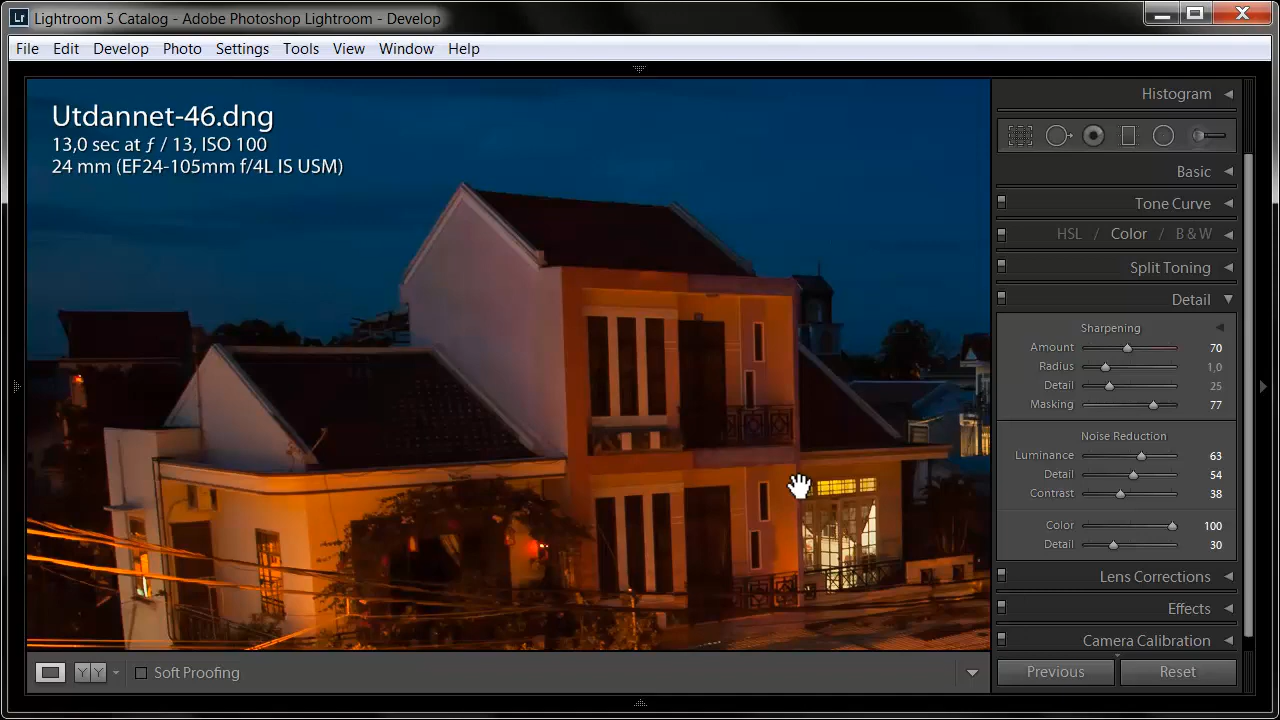 Lr Lightroom 5 Catalog - Adobe Photoshop Lightroom - Develop
File Edit Develop Photo Settings Tools View Window Help
Utdannet-46.dng
13,0 sec at ƒ / 13, ISO 100
24 mm (EF24-105mm f/4L IS USM)
Histogram
Basic
Tone Curve
HSL / Color / B & W
Split Toning
Detail
Sharpening
Amount 70
Radius 1,0
Detail 25
Masking 77
Noise Reduction
Luminance 63
Detail 54
Contrast 38
Color 100
Detail 30
Lens Corrections
Effects
Camera Calibration
Y Y Soft Proofing
Previous Reset